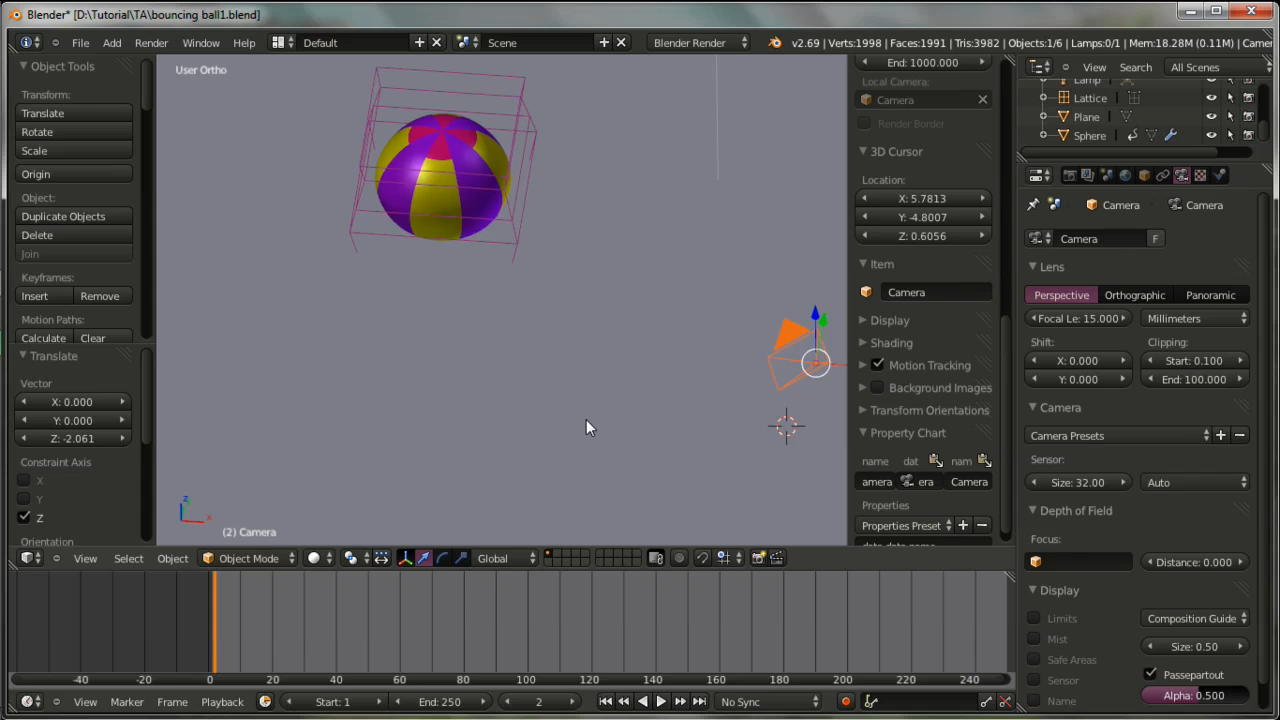 Blender* [D:\Tutorial\TA\bouncing ball1.blend]
File Add Render Window Help Default Scene Blender Render v2.69 | Verts:1998 | Faces:1991 | Tris:3982 | Objects:1/6 | Lamps:0/1 | Mem:18.28M (0.11M) | Camer
Object Tools
Transform:
Translate
Rotate
Scale
Origin
Object:
Duplicate Objects
Delete
Join
Keyframes:
Insert Remove
Motion Paths:
Calculate Clear
Translate
Vector
X: 0.000
Y: 0.000
Z: -2.061
Constraint Axis
X
Y
Z
Orientation
User Ortho
z
x
(2) Camera
End: 1000.000
Local Camera:
Camera
Render Border
3D Cursor
Location:
X: 5.7813
Y: -4.8007
Z: 0.6056
Item
Camera
Display
Shading
Motion Tracking
Background Images
Transform Orientations
Property Chart
name dat nam
amera era Camera
Properties
Properties Preset
View Search All Scenes
Lamp
Lattice
Plane
Sphere
Camera Camera
Camera F
Lens
Perspective Orthographic Panoramic
Focal Le: 15.000 Millimeters
Shift: Clipping:
X: 0.000 Start: 0.100
Y: 0.000 End: 100.000
Camera
Camera Presets
Sensor:
Size: 32.00 Auto
Depth of Field
Focus:
Distance: 0.000
Display
Limits Composition Guide
Mist Size: 0.50
Safe Areas
Sensor Passepartout
Name Alpha: 0.500
View Select Object Object Mode Global
-40 -20 0 20 40 60 80 100 120 140 160 180 200 220 240
View Marker Frame Playback Start: 1 End: 250 2 No Sync